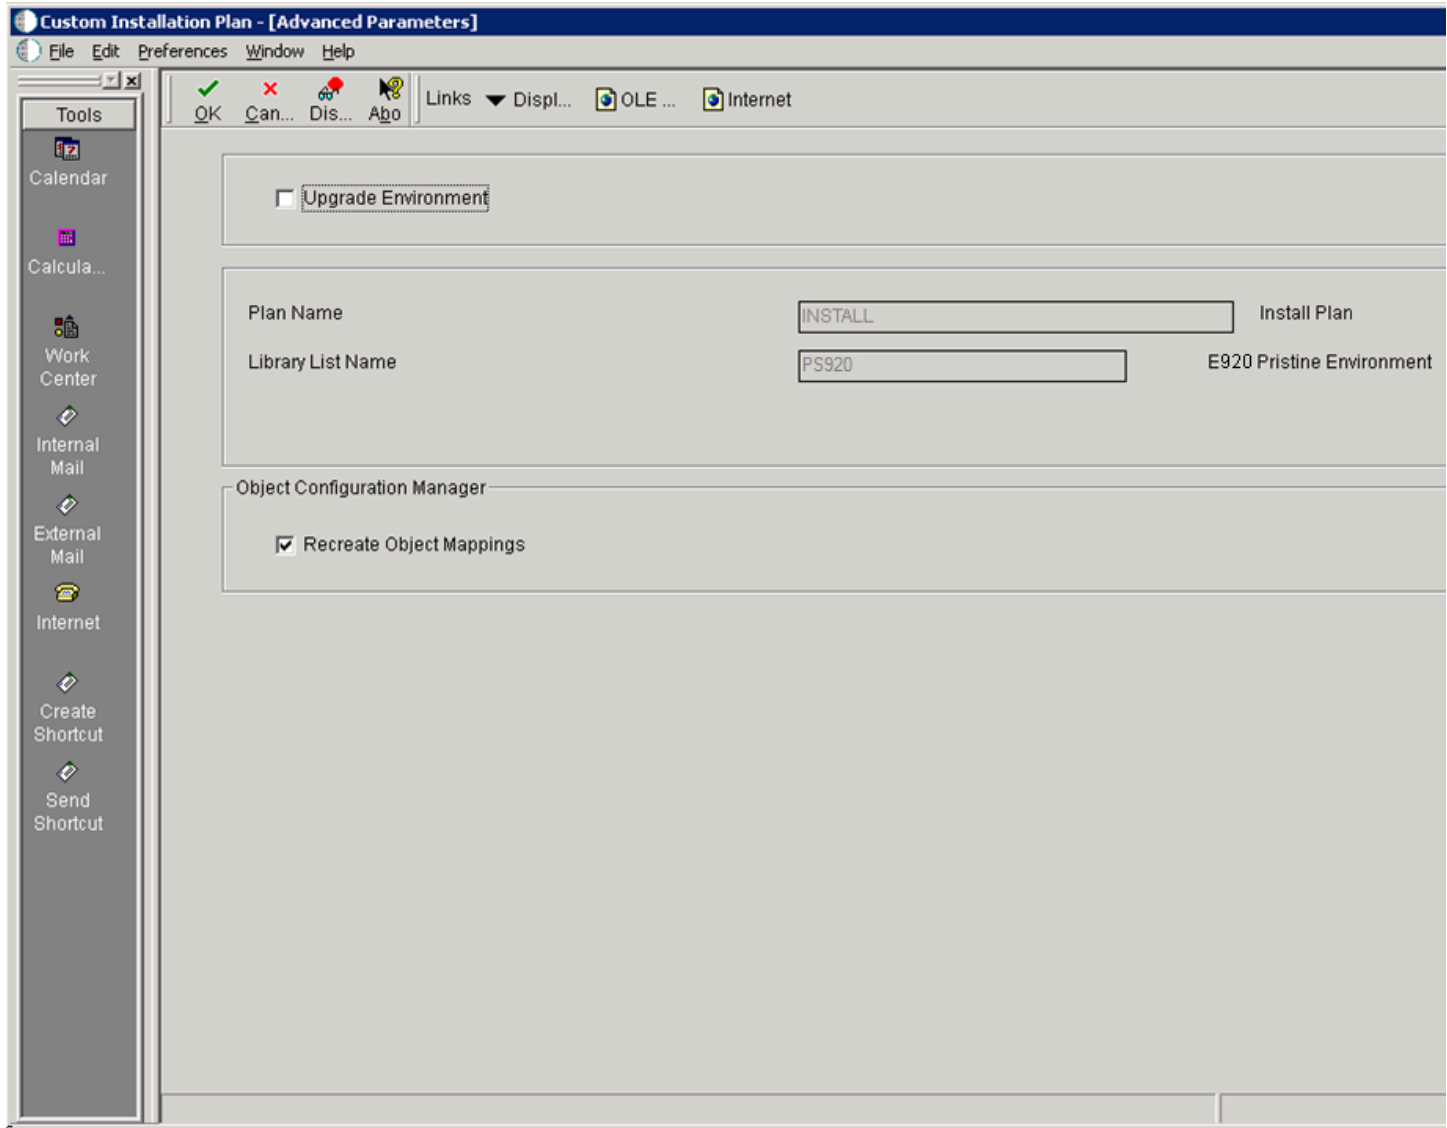 Custom Installation Plan - [Advanced Parameters]
File Edit Preferences Window Help
Tools
OK Can... Dis... Abo Links Displ... OLE ... Internet
Calendar
Calcula...
Work
Center
Internal
Mail
External
Mail
Internet
Create
Shortcut
Send
Shortcut
Upgrade Environment
Plan Name INSTALL Install Plan
Library List Name PS920 E920 Pristine Environment
Object Configuration Manager
Recreate Object Mappings